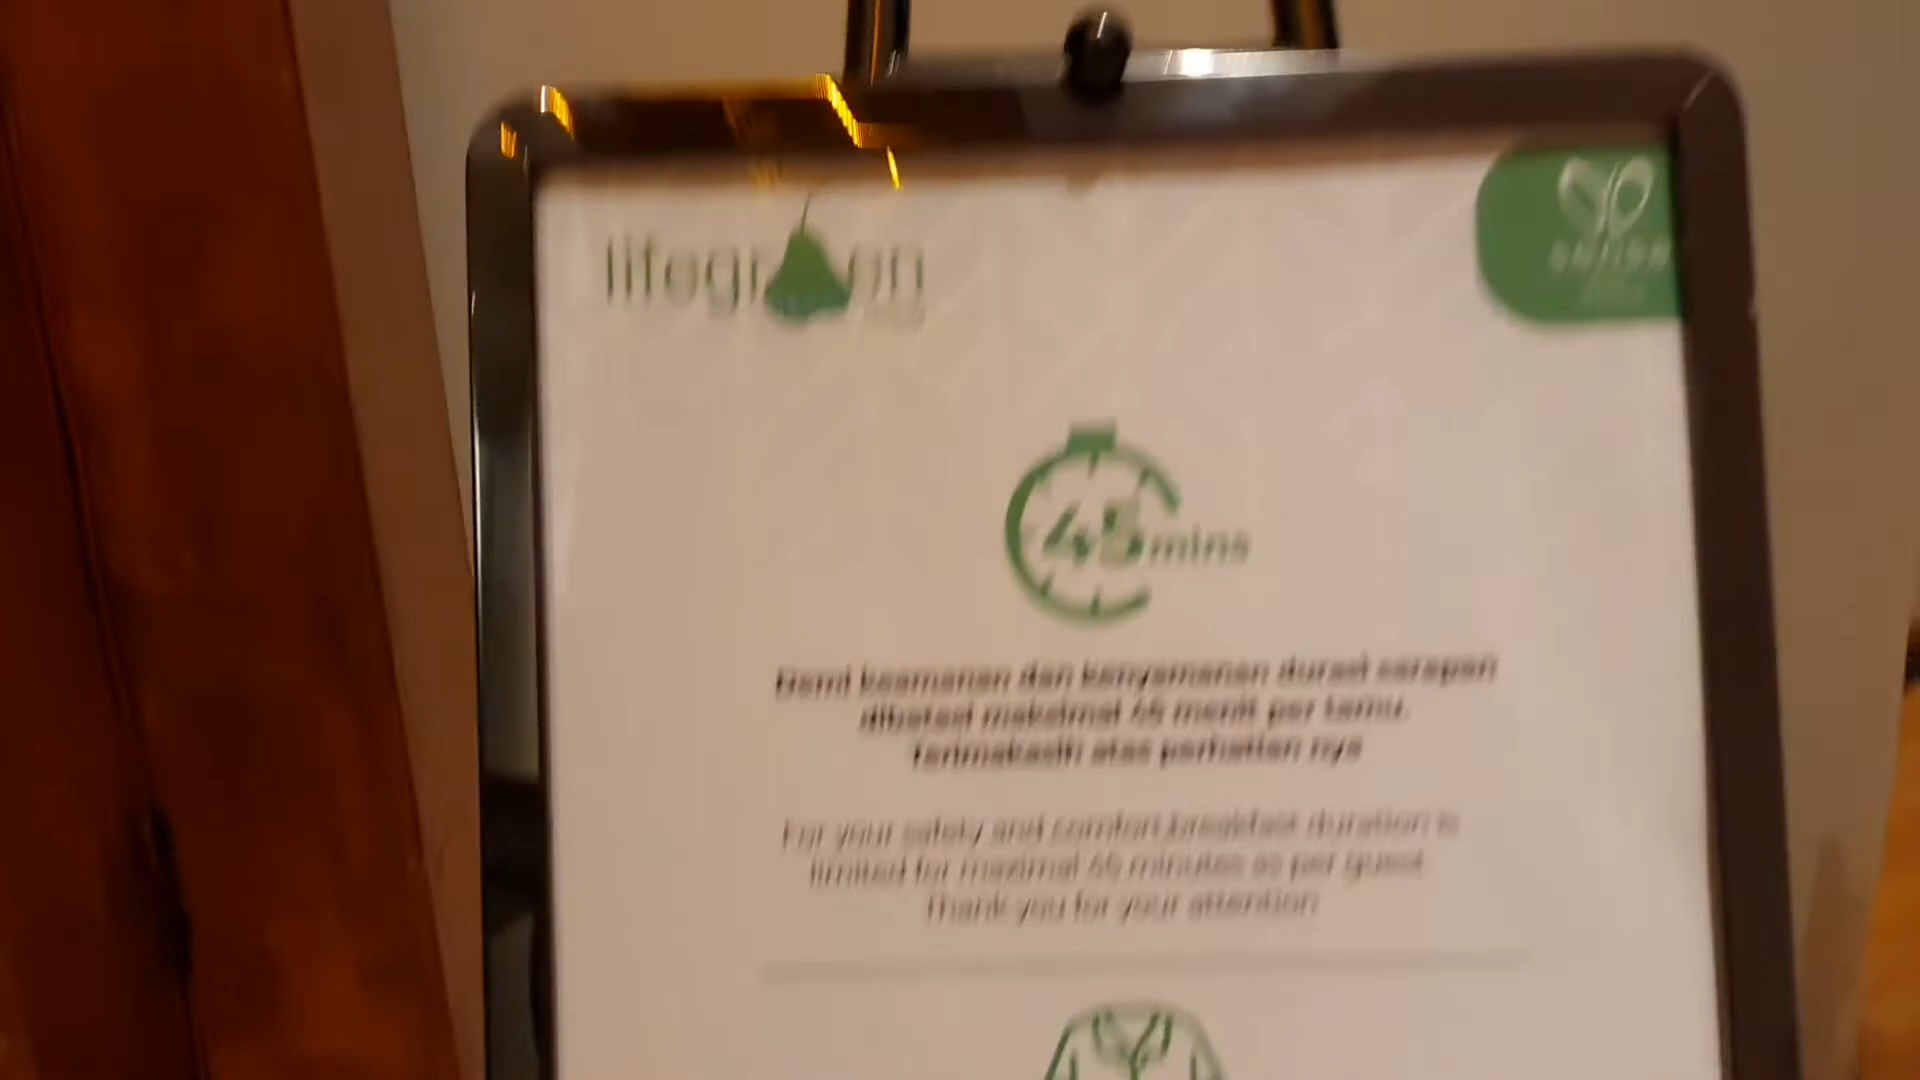 lifegreen
45 mins
Demi keamanan dan kenyamanan durasi sarapan
dibatasi maksimal 45 menit per tamu.
Terimakasih atas perhatian nya
For your safety and comfort,breakfast duration is
limited for maximal 45 minutes as per guest
Thank you for your attention